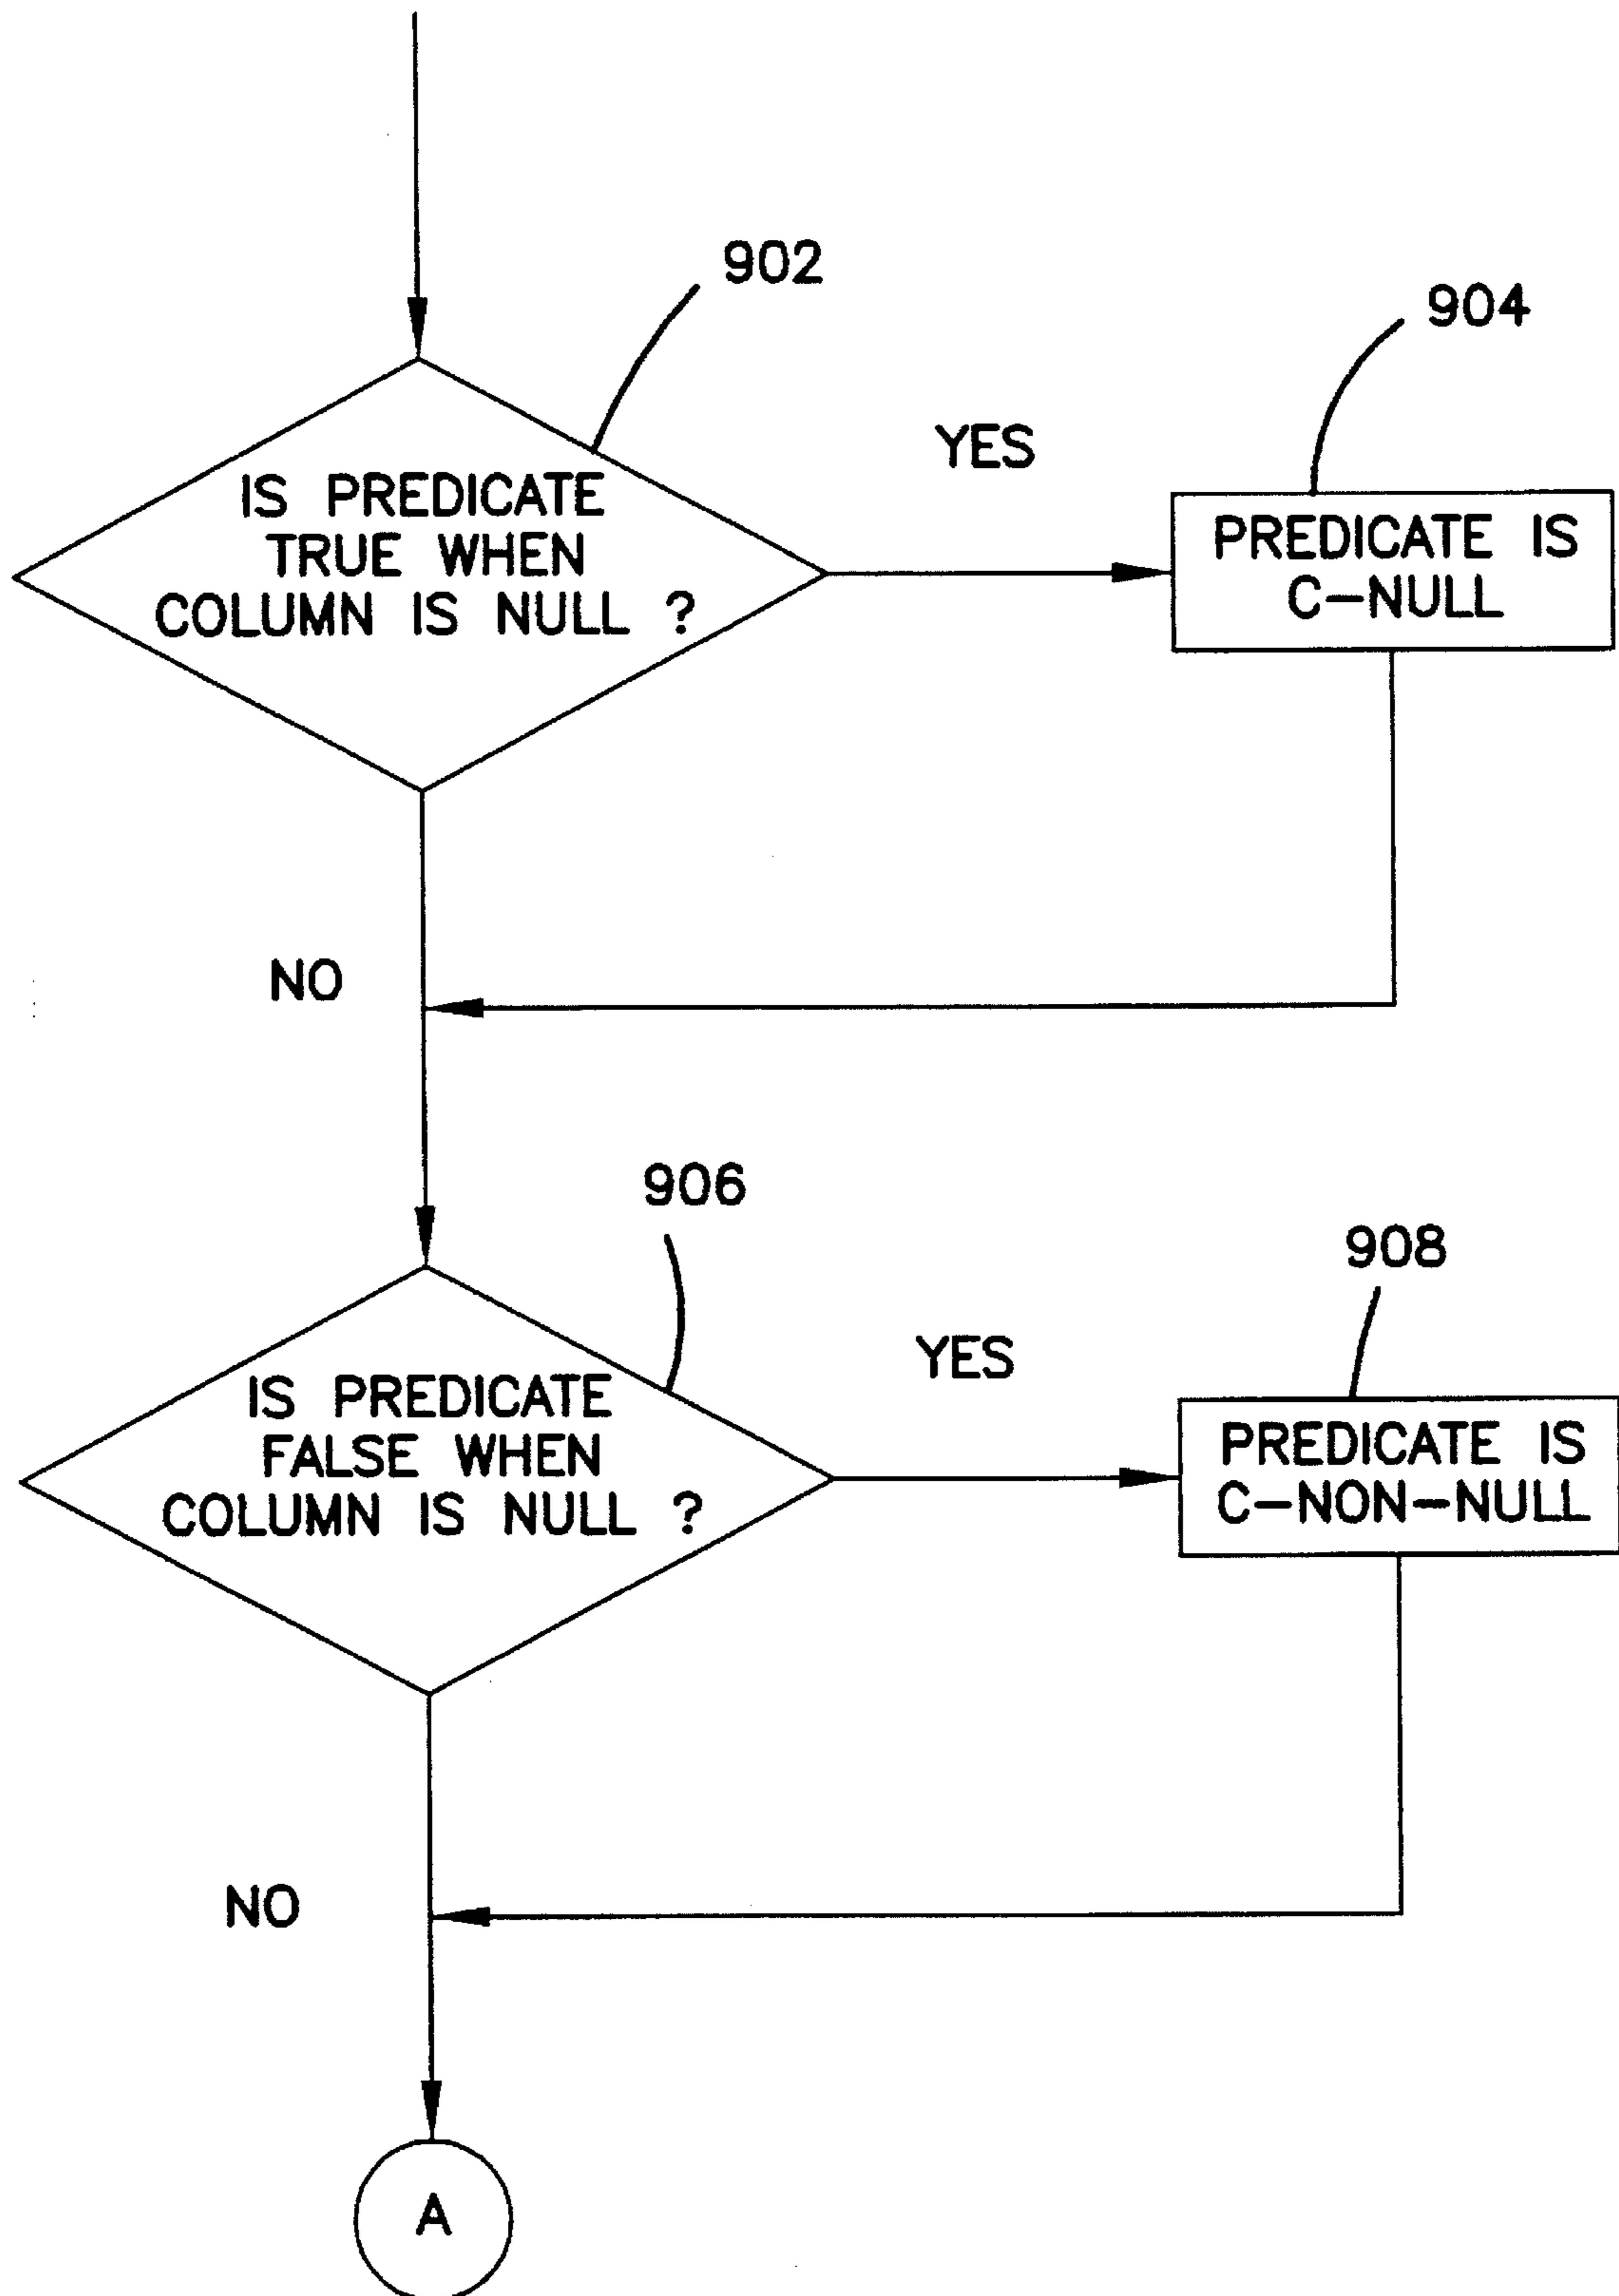 902
904
YES
IS PREDICATE
TRUE WHEN
COLUMN IS NULL ?
PREDICATE IS
C-NULL
NO
906
908
YES
IS PREDICATE
FALSE WHEN
COLUMN IS NULL ?
PREDICATE IS
C-NON-NULL
NO
A